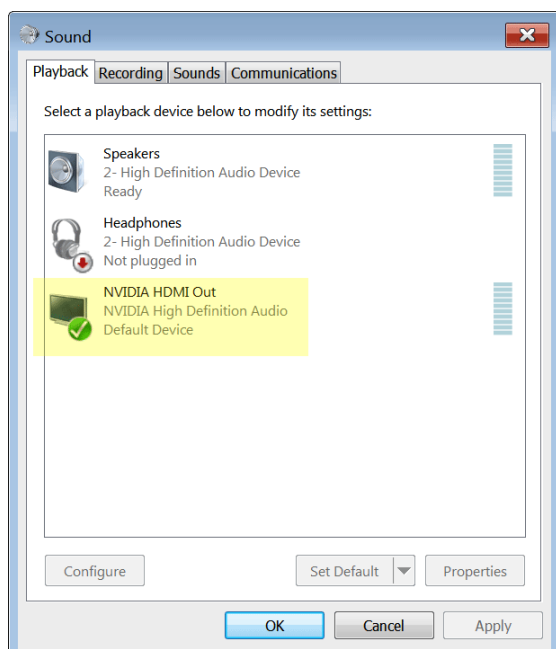 Sound
Playback Recording Sounds Communications
Select a playback device below to modify its settings:
Speakers
2- High Definition Audio Device
Ready
Headphones
2- High Definition Audio Device
Not plugged in
NVIDIA HDMI Out
NVIDIA High Definition Audio
Default Device
Configure Set Default Properties
OK Cancel Apply